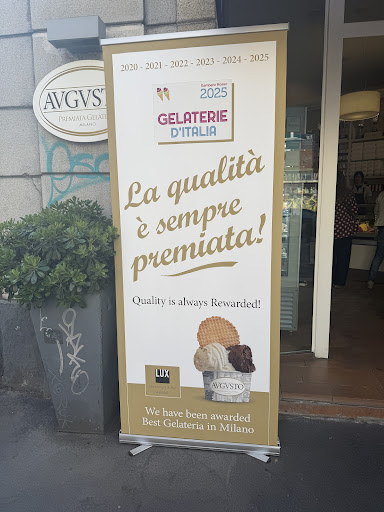 2020 - 2021 - 2022 - 2023 - 2024 - 2025
2025
GELATERIE
D'ITALIA
AVGVSTO
PREMIATA GELATERIA
MILANO
La qualità
è sempre
premiata!
Quality is always Rewarded!
LUX
AVGVSTO
We have been awarded
Best Gelateria in Milano